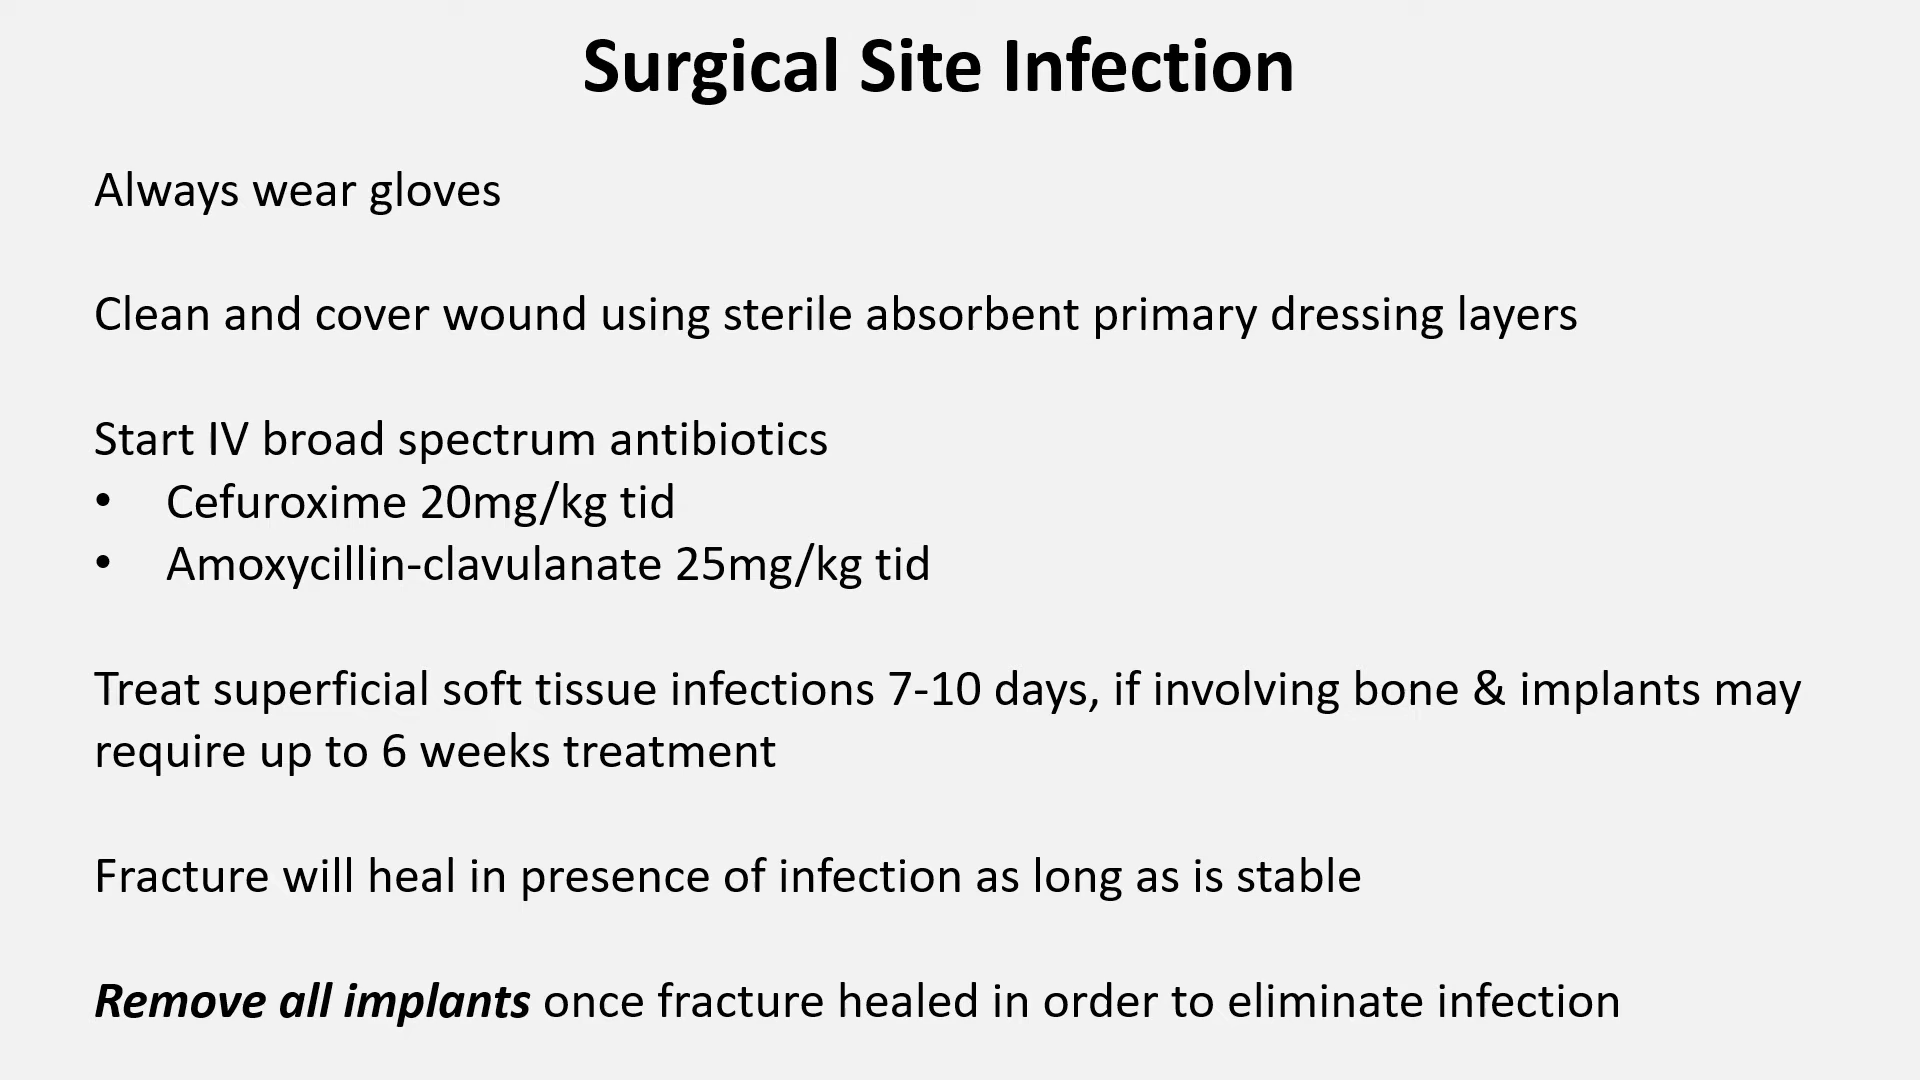 Surgical Site Infection
Always wear gloves
Clean and cover wound using sterile absorbent primary dressing layers
Start IV broad spectrum antibiotics
• Cefuroxime 20mg/kg tid
• Amoxycillin-clavulanate 25mg/kg tid
Treat superficial soft tissue infections 7-10 days, if involving bone & implants may
require up to 6 weeks treatment
Fracture will heal in presence of infection as long as is stable
Remove all implants once fracture healed in order to eliminate infection